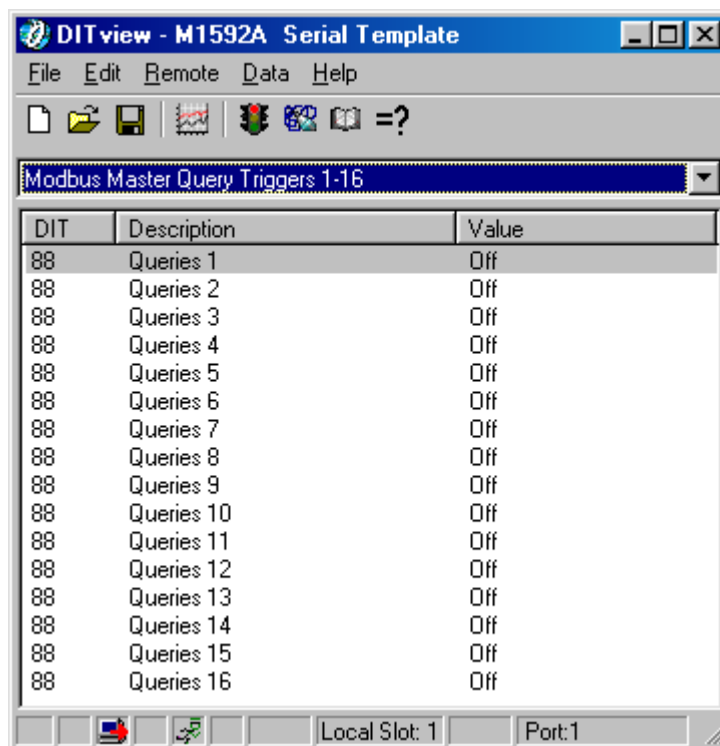 DITview - M1592A Serial Template
File Edit Remote Data Help
=?
Modbus Master Query Triggers 1-16
DIT Description Value
88 Queries 1 Off
88 Queries 2 Off
88 Queries 3 Off
88 Queries 4 Off
88 Queries 5 Off
88 Queries 6 Off
88 Queries 7 Off
88 Queries 8 Off
88 Queries 9 Off
88 Queries 10 Off
88 Queries 11 Off
88 Queries 12 Off
88 Queries 13 Off
88 Queries 14 Off
88 Queries 15 Off
88 Queries 16 Off
Local Slot: 1 Port:1